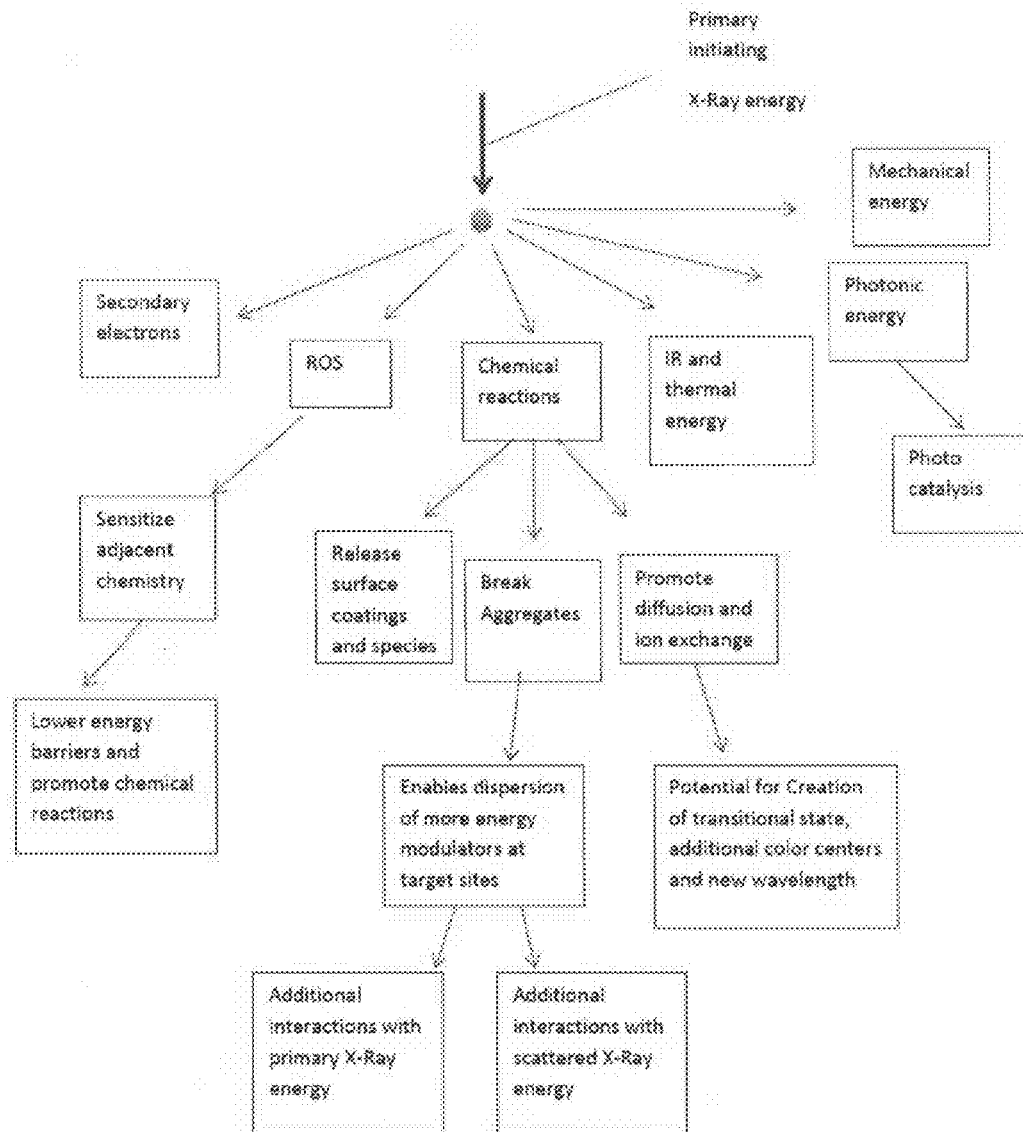 Primary
initiating
X-Ray energy
Mechanical
energy
Photonic
energy
Secondary
electrons
ROS
Chemical
reactions
IR and
thermal
energy
Photo
catalysis
Sensitize
adjacent
chemistry
Release
surface
coatings
and species
Break
Aggregates
Promote
diffusion and
ion exchange
Lower energy
barriers and
promote chemical
reactions
Enables dispersion
of more energy
modulators at
target sites
Potential for Creation
of transitional state,
additional color centers
and new wavelength
Additional
interactions with
primary X-Ray
energy
Additional
interactions with
scattered X-Ray
energy